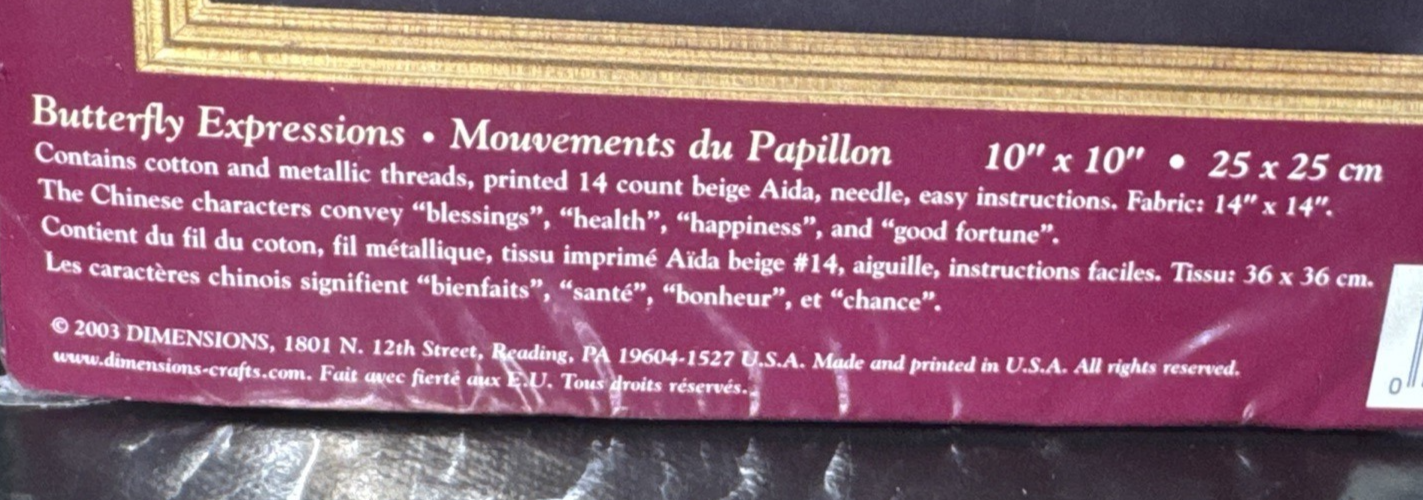 Butterfly Expressions • Mouvements du Papillon 10" x 10" • 25 x 25 cm
Contains cotton and metallic threads, printed 14 count beige Aida, needle, easy instructions. Fabric: 14" x 14".
The Chinese characters convey “blessings”, “health”, “happiness”, and “good fortune”.
Contient du fil du coton, fil métallique, tissu imprimé Aïda beige #14, aiguille, instructions faciles. Tissu: 36 x 36 cm.
Les caractères chinois signifient “bienfaits”, “santé”, “bonheur”, et “chance”.
© 2003 DIMENSIONS, 1801 N. 12th Street, Reading, PA 19604-1527 U.S.A. Made and printed in U.S.A. All rights reserved.
www.dimensions-crafts.com. Fait avec fierté aux E.U. Tous droits réservés.
0